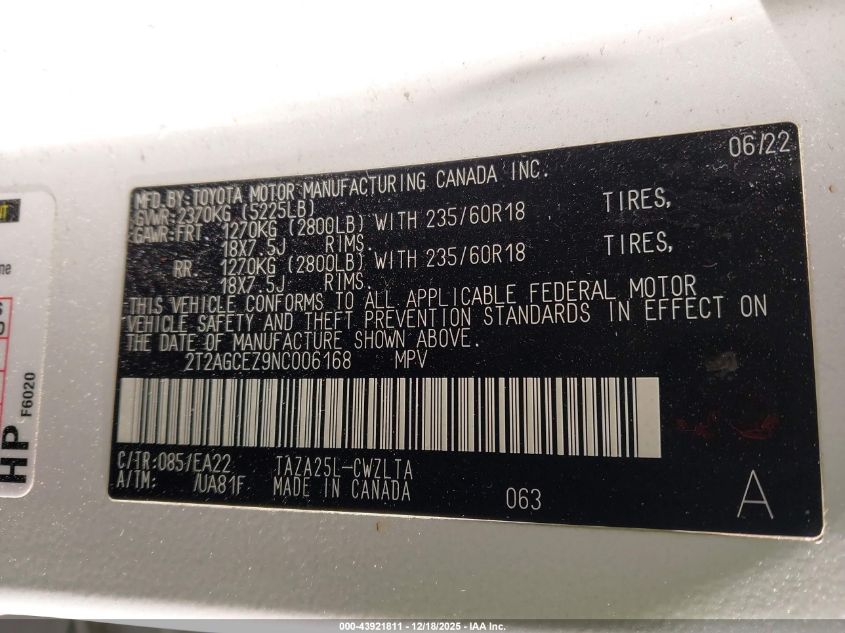 06/22
MFD.BY:TOYOTA MOTOR MANUFACTURING CANADA INC.
GVWR:2370KG (5225LB)
GAWR:FRT 1270KG (2800LB) WITH 235/60R18 TIRES,
18X7.5J RIMS.
RR. 1270KG (2800LB) WITH 235/60R18 TIRES,
18X7.5J RIMS.
THIS VEHICLE CONFORMS TO ALL APPLICABLE FEDERAL MOTOR
VEHICLE SAFETY AND THEFT PREVENTION STANDARDS IN EFFECT ON
THE DATE OF MANUFACTURE SHOWN ABOVE.
2T2AGCEZ9NC006168 MPV
C/TR:085/EA22 TAZA25L-CWZLTA
A/TM: /UA81F MADE IN CANADA
063 A
HP
F6020
000-43921811 - 12/18/2025 - IAA Inc.